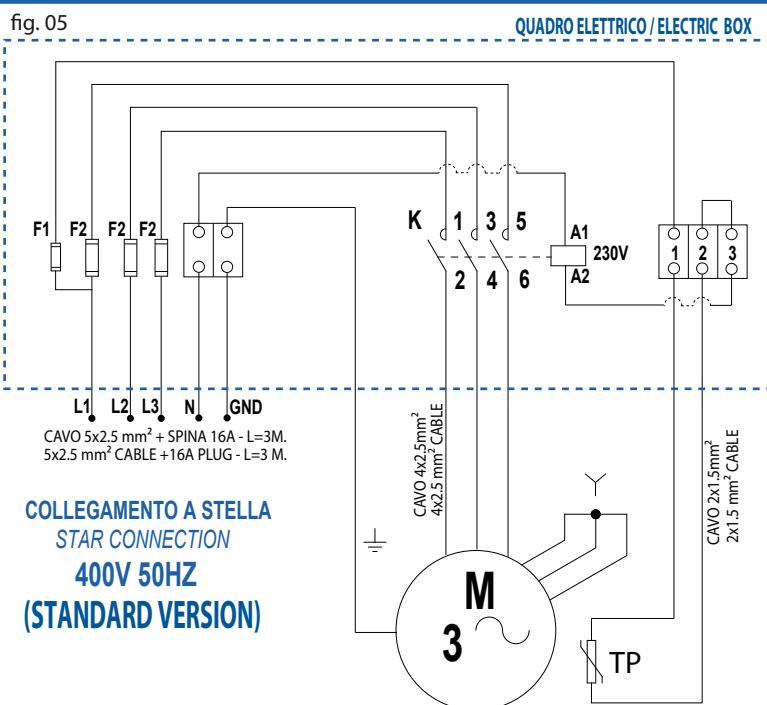 fig. 05
QUADRO ELETTRICO / ELECTRIC BOX
F1 F2 F2 F2
K 1 3 5
A1
230V
A2
2 4 6
1 2 3
L1 L2 L3 N GND
CAVO 5x2.5 mm² + SPINA 16A - L=3M.
5x2.5 mm² CABLE +16A PLUG - L=3 M.
CAVO 4x2.5mm²
4x2.5 mm² CABLE
CAVO 2x1.5mm²
2x1.5 mm² CABLE
COLLEGAMENTO A STELLA
STAR CONNECTION
400V 50HZ
(STANDARD VERSION)
M
3
TP